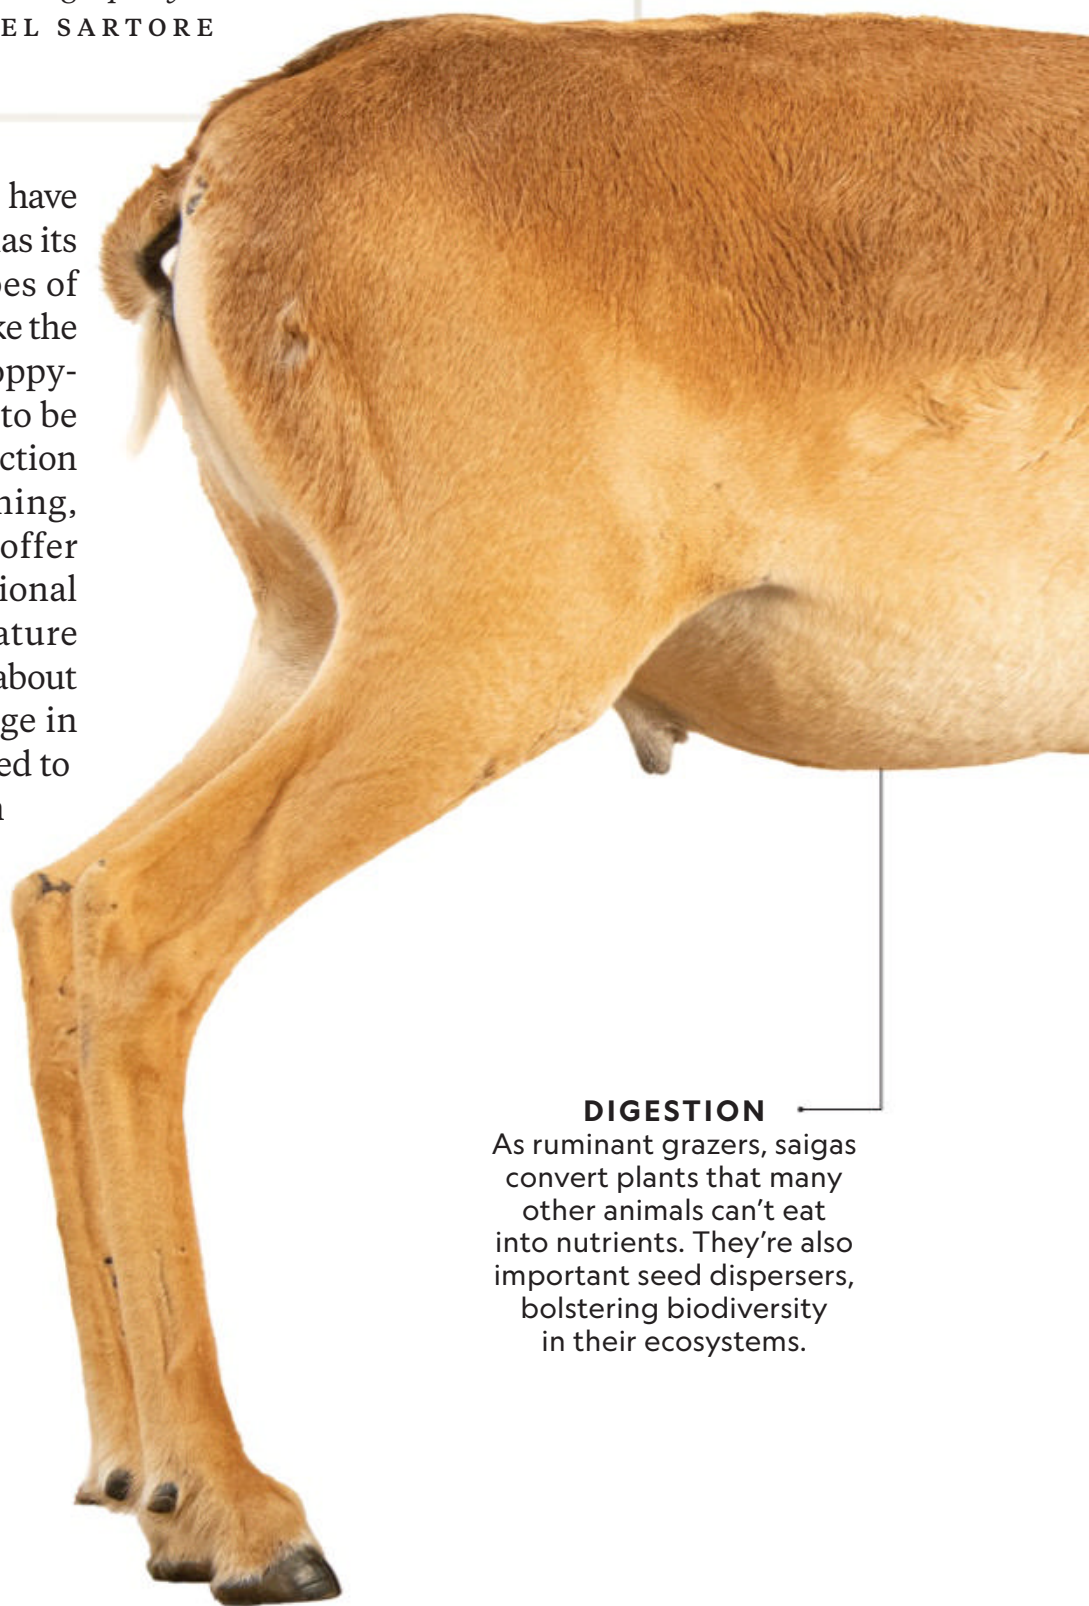 EL SARTORE
have
as its
es of
ke the
oppy-
to be
ction
ning,
offer
ional
ature
about
ge in
ed to
DIGESTION
As ruminant grazers, saigas
convert plants that many
other animals can’t eat
into nutrients. They’re also
important seed dispersers,
bolstering biodiversity
in their ecosystems.